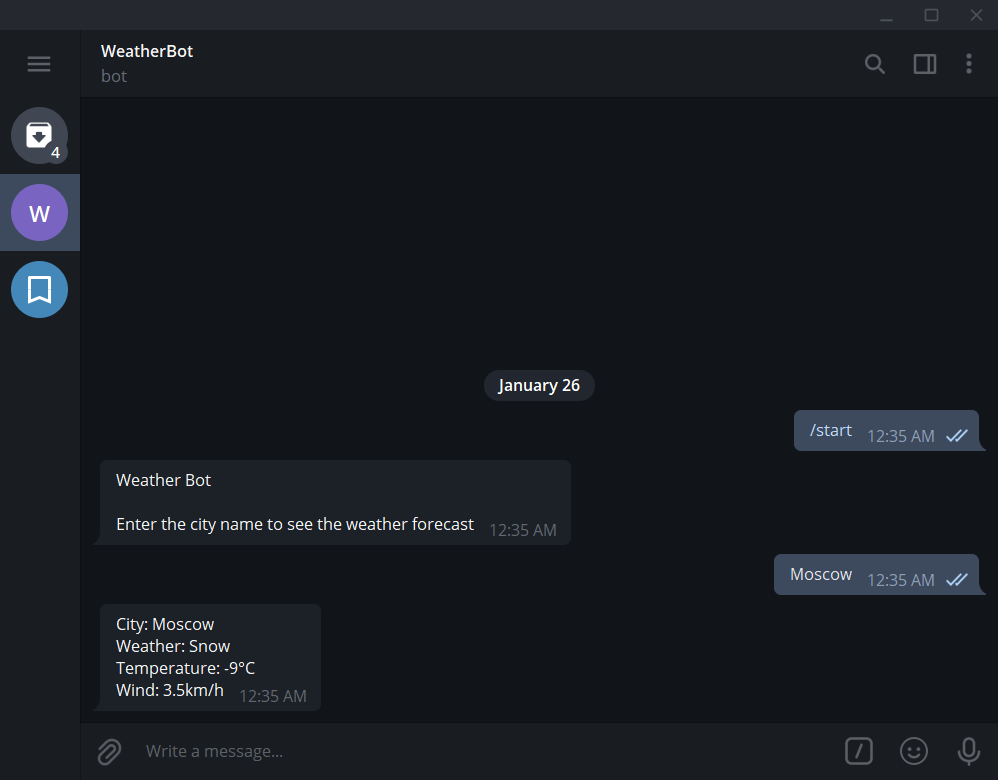 WeatherBot
bot
4
W
January 26
/start 12:35 AM
Weather Bot
Enter the city name to see the weather forecast 12:35 AM
Moscow 12:35 AM
City: Moscow
Weather: Snow
Temperature: -9°C
Wind: 3.5km/h 12:35 AM
Write a message...